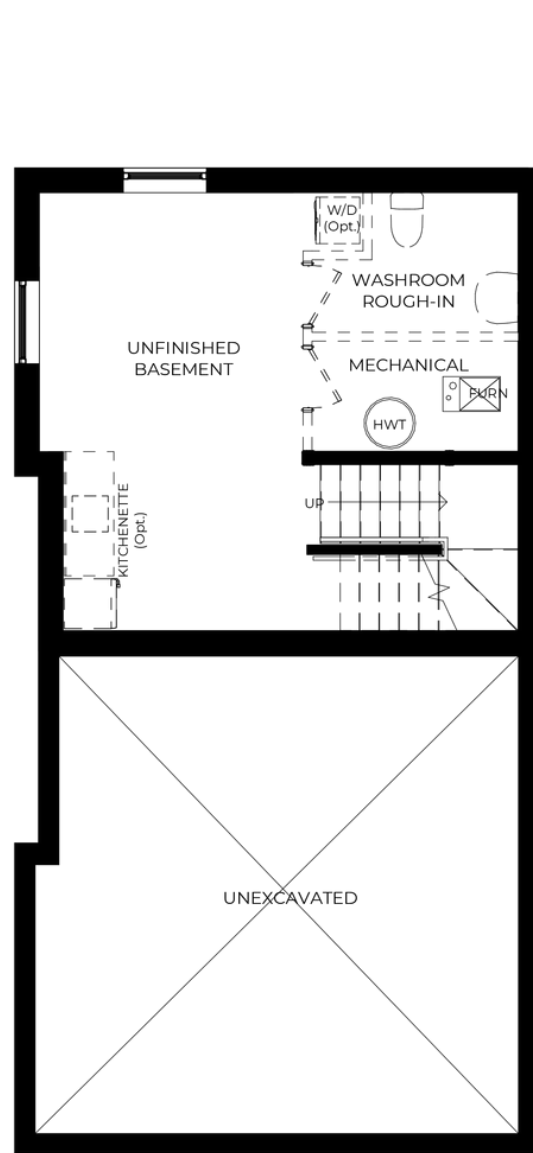 W/D
(Opt.)
WASHROOM
ROUGH-IN
UNFINISHED
BASEMENT
MECHANICAL
FURN
HWT
UP
KITCHENETTE
(Opt.)
UNEXCAVATED